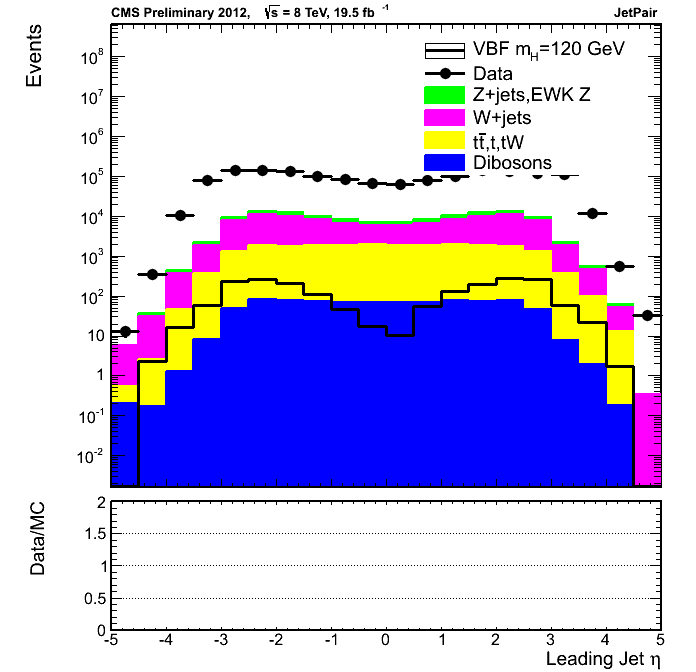 CMS Preliminary 2012, √s = 8 TeV, 19.5 fb⁻¹ JetPair
Events
VBF m_H=120 GeV
Data
Z+jets,EWK Z
W+jets
tt̄,t,tW
Dibosons
10⁸
10⁷
10⁶
10⁵
10⁴
10³
10²
10
1
10⁻¹
10⁻²
Data/MC
2
1.5
1
0.5
0
-5 -4 -3 -2 -1 0 1 2 3 4 5
Leading Jet η